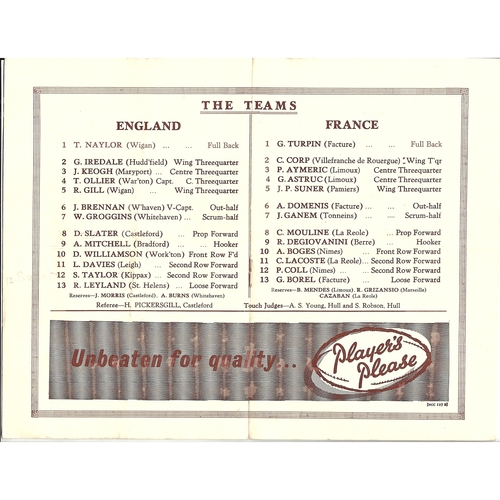 THE TEAMS
ENGLAND
1 T. NAYLOR (Wigan) ... ... Full Back
2 G. IREDALE (Hudd'field) Wing Threequarter
3 J. KEOGH (Maryport) ... Centre Threequarter
4 T. OLLIER (War'ton) Capt. C. Threequarter
5 R. GILL (Wigan) ... Wing Threequarter
6 J. BRENNAN (W'haven) V-Capt. Out-half
7 W. GROGGINS (Whitehaven) ... Scrum-half
8 D. SLATER (Castleford) ... Prop Forward
9 A. MITCHELL (Bradford) ... ... Hooker
10 D. WILLIAMSON (Work'ton) Front Row F'd
11 L. DAVIES (Leigh) ... Second Row Forward
12 S. TAYLOR (Kippax) ... Second Row Forward
13 R. LEYLAND (St. Helens) ... Loose Forward
Reserves—J. MORRIS (Castleford). A. BURNS (Whitehaven)
Referee—H. PICKERSGILL, Castleford
FRANCE
1 G. TURPIN (Facture) ... ... Full Back
2 C. CORP (Villefranche de Rouergue) Wing T'qr
3 P. AYMERIC (Limoux) Centre Threequarter
4 G. ASTRUC (Limoux) Centre Threequarter
5 J. P. SUNER (Pamiers) Wing Threequarter
6 A. DOMENIS (Facture) ... ... Out-half
7 J. GANEM (Tonneins) ... ... Scrum-half
8 C. MOULINE (La Reole) ... Prop Forward
9 R. DEGIOVANINI (Berre) ... Hooker
10 A. BOGES (Nimes) ... Front Row Forward
11 C. LACOSTE (La Reole) ... Second Row Forward
12 P. COLL (Nimes) ... Second Row Forward
13 G. BOREL (Facture) ... Loose Forward
Reserves—B. MENDES (Limoux) R. GRIZANSIO (Marseille)
CAZABAN (La Reole)
Touch Judges— A. S. Young, Hull and S. Robson, Hull
Unbeaten for quality...
Player's
Please